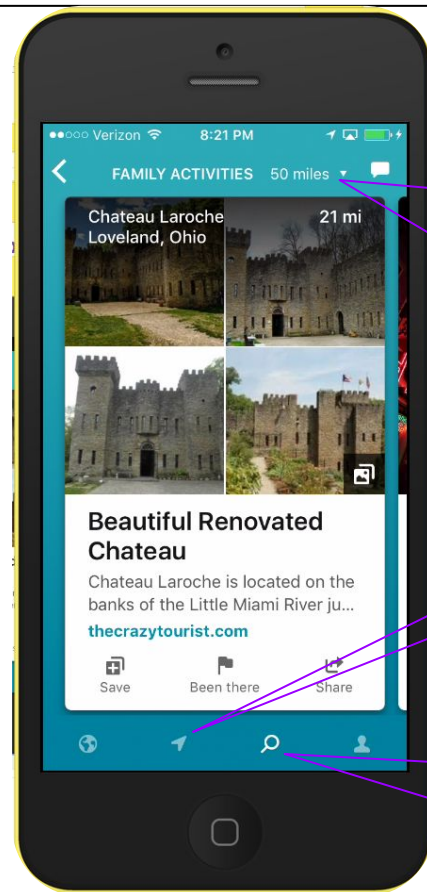 Verizon 8:21 PM
FAMILY ACTIVITIES 50 miles
Chateau Laroche 21 mi
Loveland, Ohio
Beautiful Renovated
Chateau
Chateau Laroche is located on the
banks of the Little Miami River ju...
thecrazytourist.com
Save Been there Share